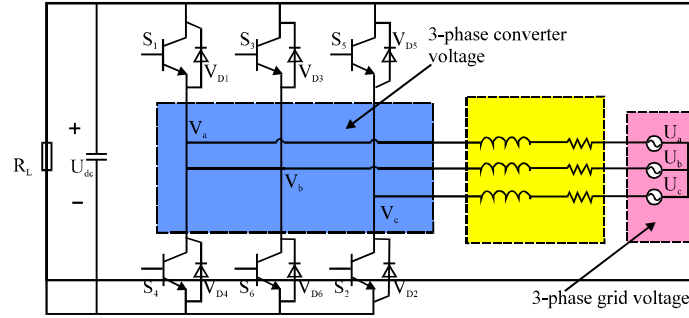 S1
S3
S5
VD1
VD3
VD5
3-phase converter
voltage
Va
Vb
Vc
Ua
Ub
Uc
+
RL
Udc
−
S4
S6
S2
VD4
VD6
VD2
3-phase grid voltage